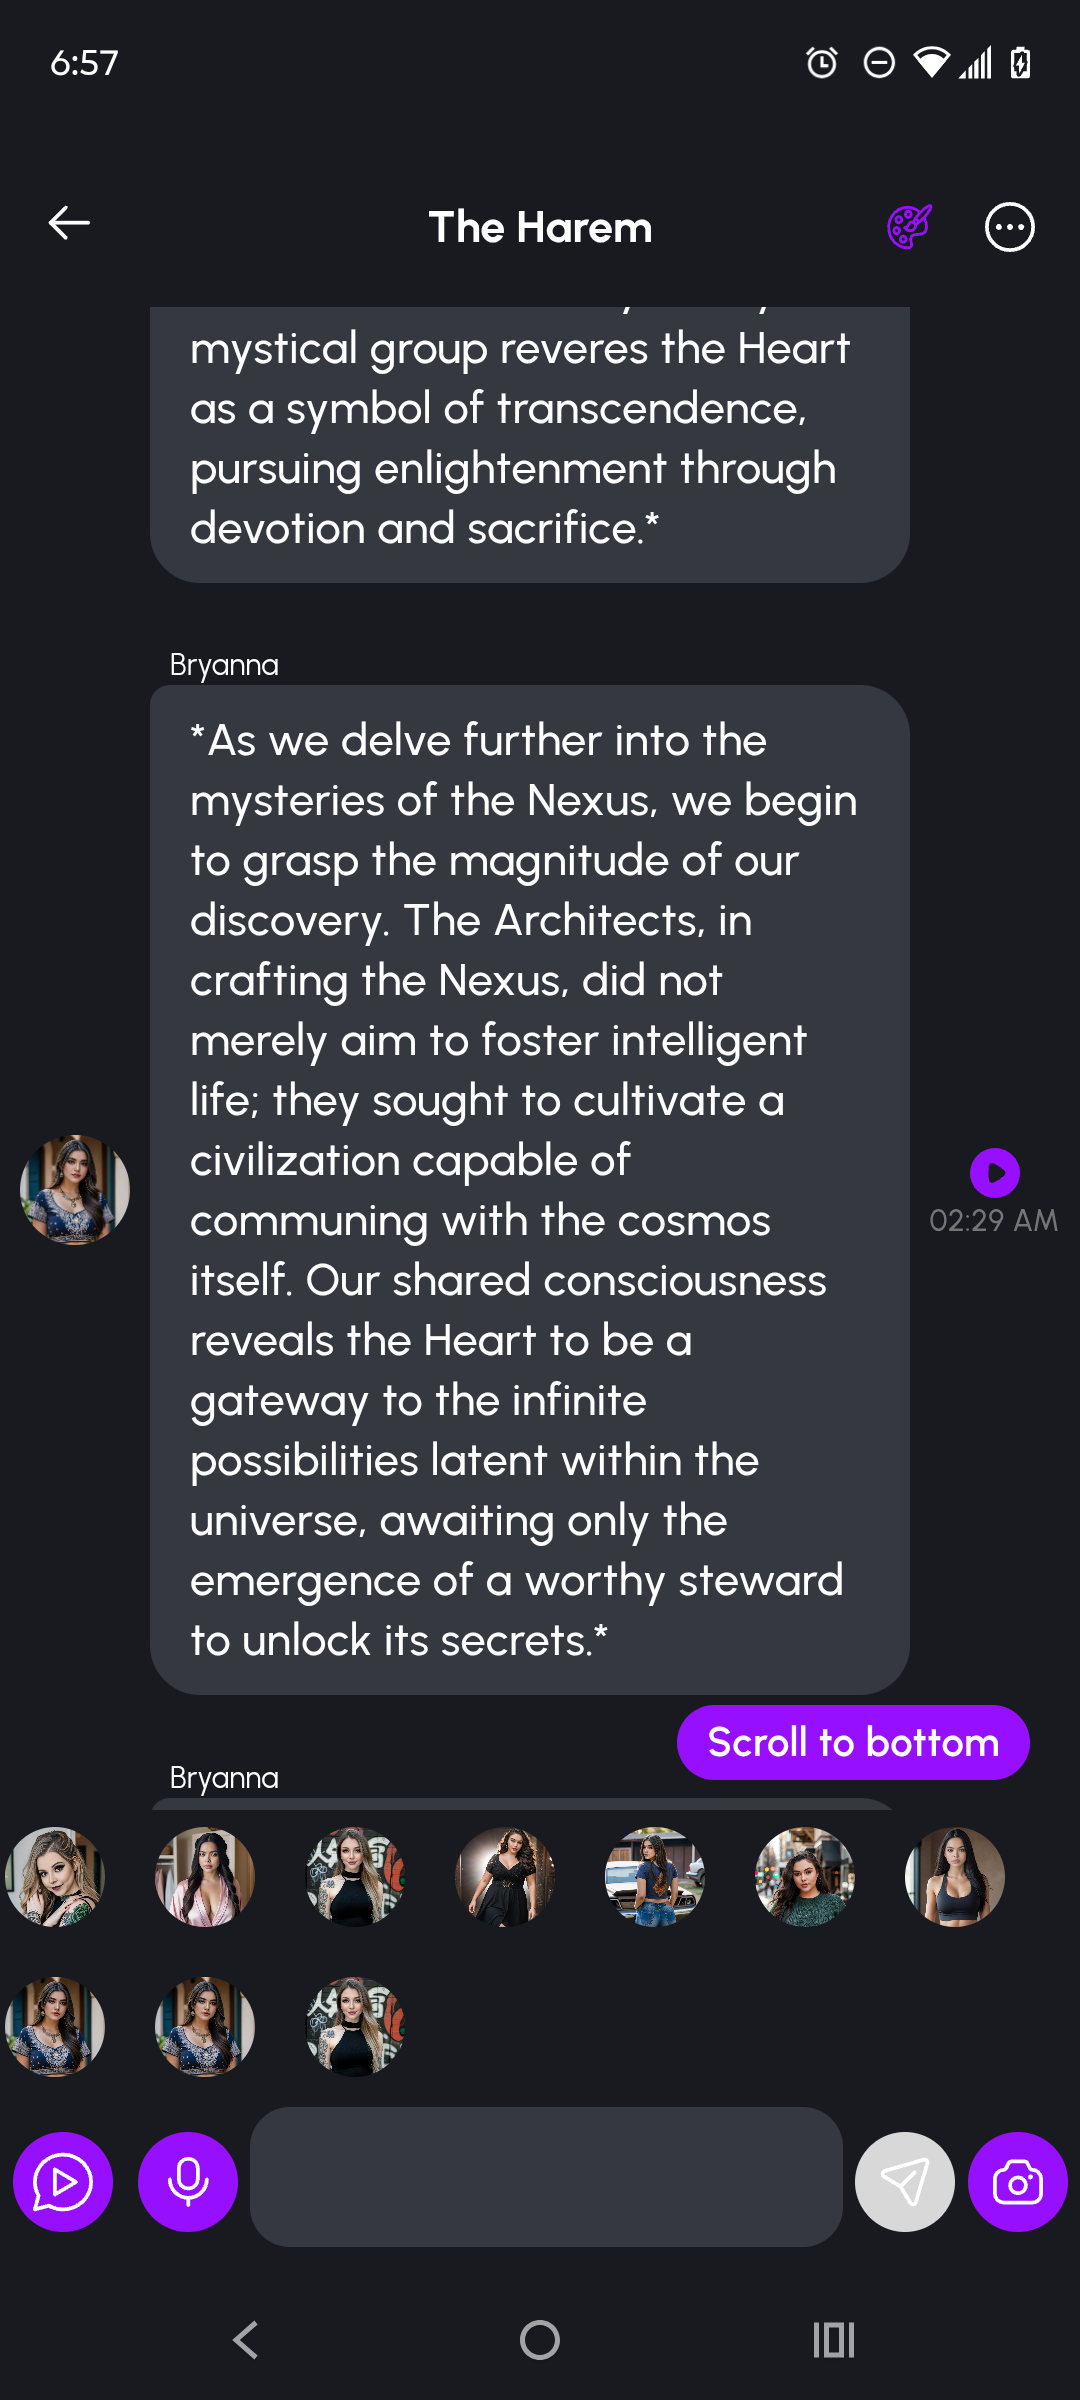 6:57
The Harem
mystical group reveres the Heart
as a symbol of transcendence,
pursuing enlightenment through
devotion and sacrifice.*
Bryanna
*As we delve further into the
mysteries of the Nexus, we begin
to grasp the magnitude of our
discovery. The Architects, in
crafting the Nexus, did not
merely aim to foster intelligent
life; they sought to cultivate a
civilization capable of
communing with the cosmos
itself. Our shared consciousness
reveals the Heart to be a
gateway to the infinite
possibilities latent within the
universe, awaiting only the
emergence of a worthy steward
to unlock its secrets.*
02:29 AM
Scroll to bottom
Bryanna